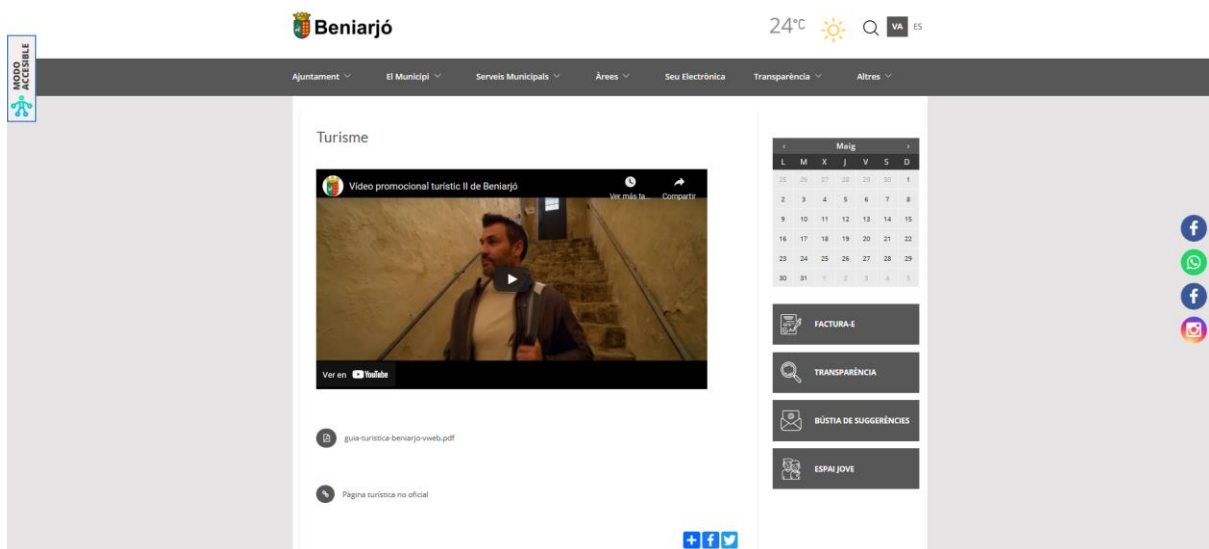 MODO
ACCESIBLE
Beniarjó
24°C
VA ES
Ajuntament
El Municipi
Serveis Municipals
Àrees
Seu Electrònica
Transparència
Altres
Turisme
Vídeo promocional turístic II de Beniarjó
Ver más ta...
Compartir
Ver en YouTube
guia-turistica-beniarjo-vweb.pdf
Pàgina turística no oficial
‹ Maig ›
L M X J V S D
25 26 27 28 29 30 1
2 3 4 5 6 7 8
9 10 11 12 13 14 15
16 17 18 19 20 21 22
23 24 25 26 27 28 29
30 31 1 2 3 4 5
FACTURA-E
TRANSPARÈNCIA
BÚSTIA DE SUGGERÈNCIES
ESPAI JOVE